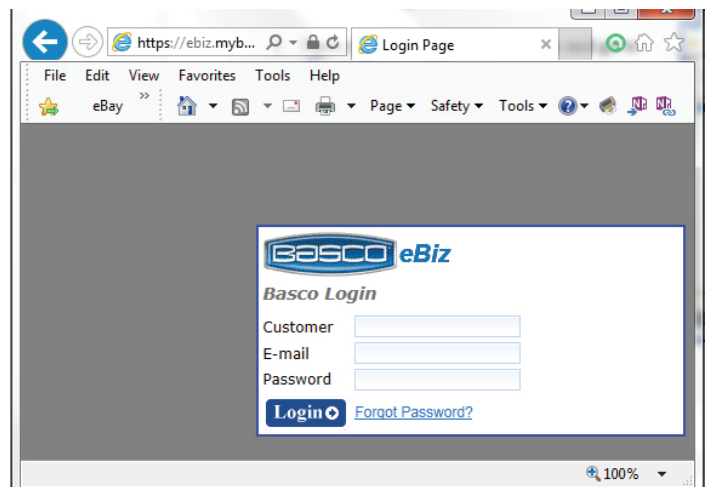 https://ebiz.myb... Login Page
File Edit View Favorites Tools Help
eBay Page Safety Tools
BASCO eBiz
Basco Login
Customer
E-mail
Password
Login Forgot Password?
100%